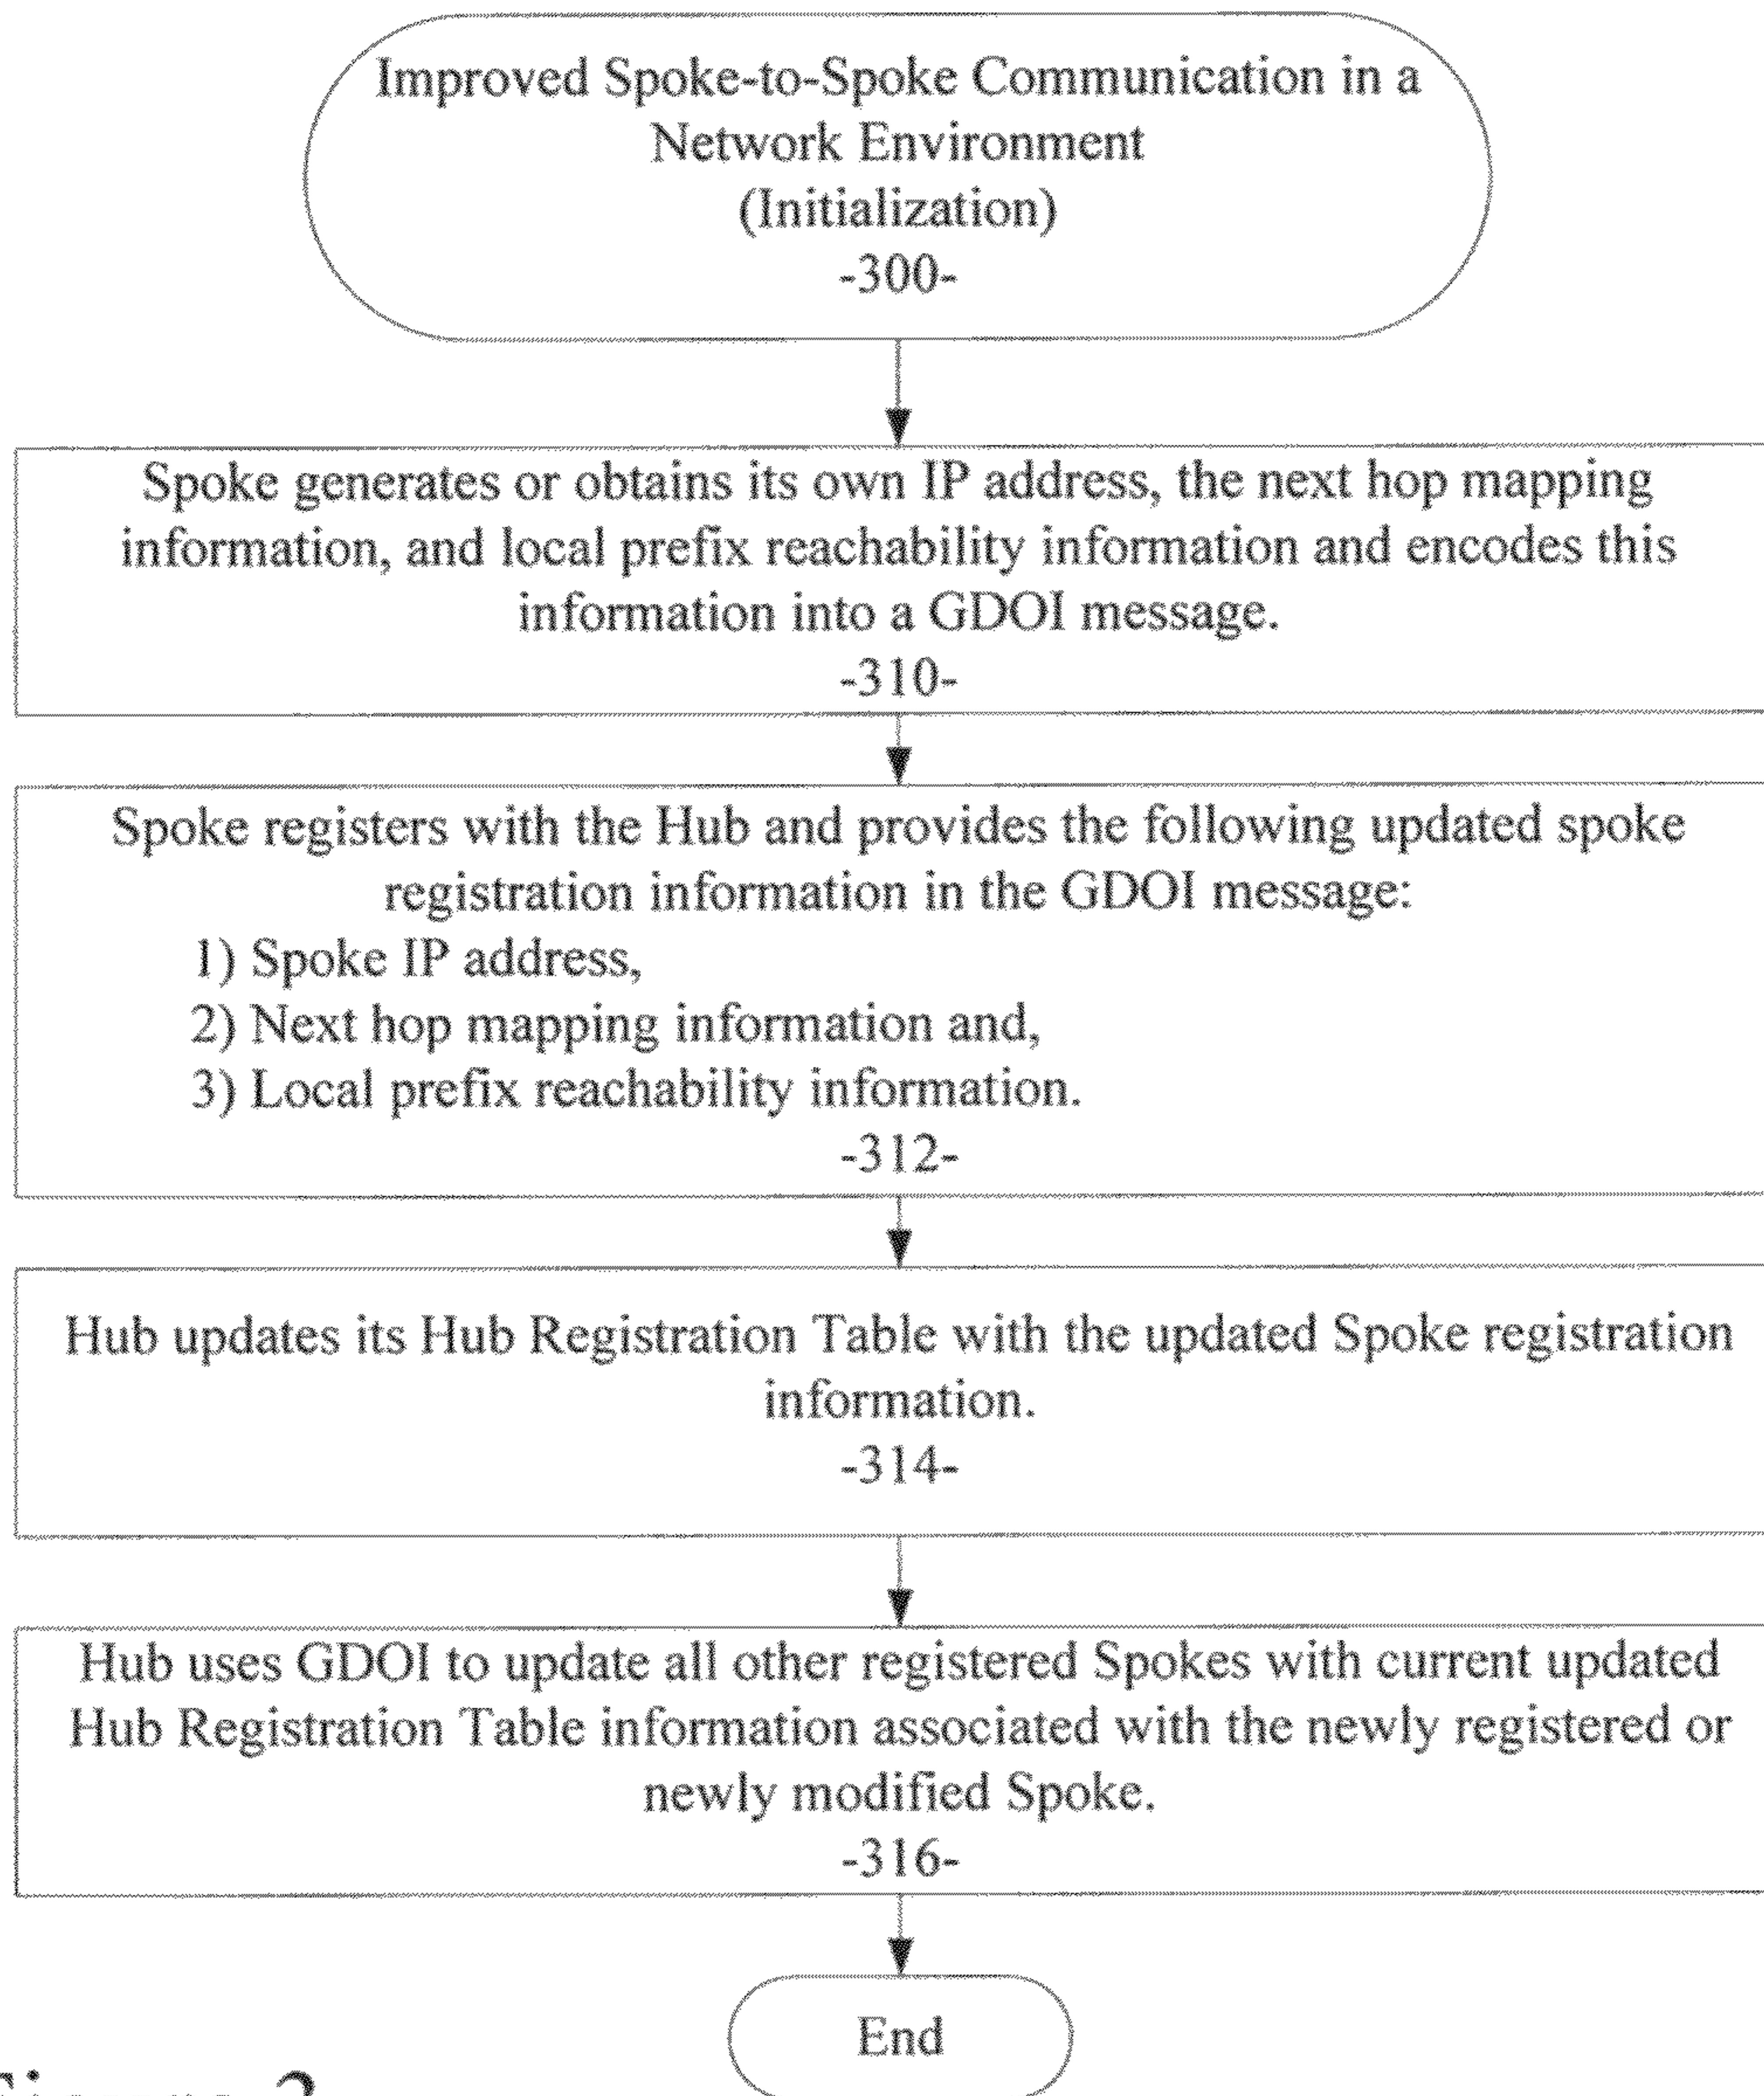 Improved Spoke-to-Spoke Communication in a
Network Environment
(Initialization)
-300-
Spoke generates or obtains its own IP address, the next hop mapping
information, and local prefix reachability information and encodes this
information into a GDOI message.
-310-
Spoke registers with the Hub and provides the following updated spoke
registration information in the GDOI message:
1) Spoke IP address,
2) Next hop mapping information and,
3) Local prefix reachability information.
-312-
Hub updates its Hub Registration Table with the updated Spoke registration
information.
-314-
Hub uses GDOI to update all other registered Spokes with current updated
Hub Registration Table information associated with the newly registered or
newly modified Spoke.
-316-
End